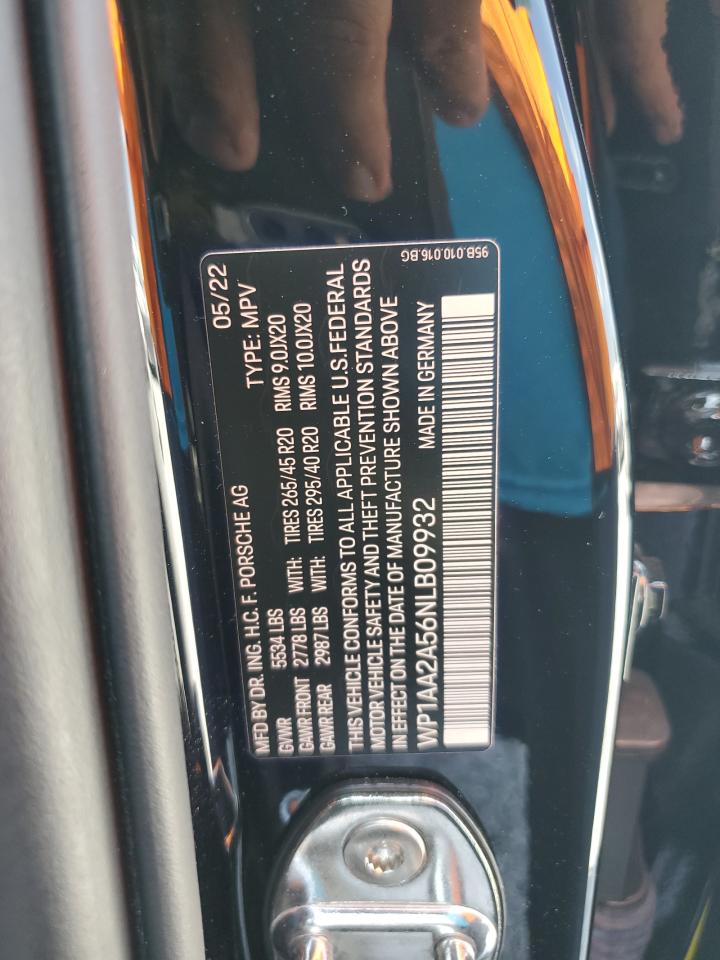 MFD BY DR. ING. H.C. F. PORSCHE AG 05/22
GVWR 5534 LBS TYPE: MPV
GAWR FRONT 2778 LBS WITH: TIRES 265/45 R20 RIMS 9.0JX20
GAWR REAR 2987 LBS WITH: TIRES 295/40 R20 RIMS 10.0JX20
THIS VEHICLE CONFORMS TO ALL APPLICABLE U.S.FEDERAL
MOTOR VEHICLE SAFETY AND THEFT PREVENTION STANDARDS
IN EFFECT ON THE DATE OF MANUFACTURE SHOWN ABOVE
WP1AA2A56NLB09932 MADE IN GERMANY
95B.010.016.BG